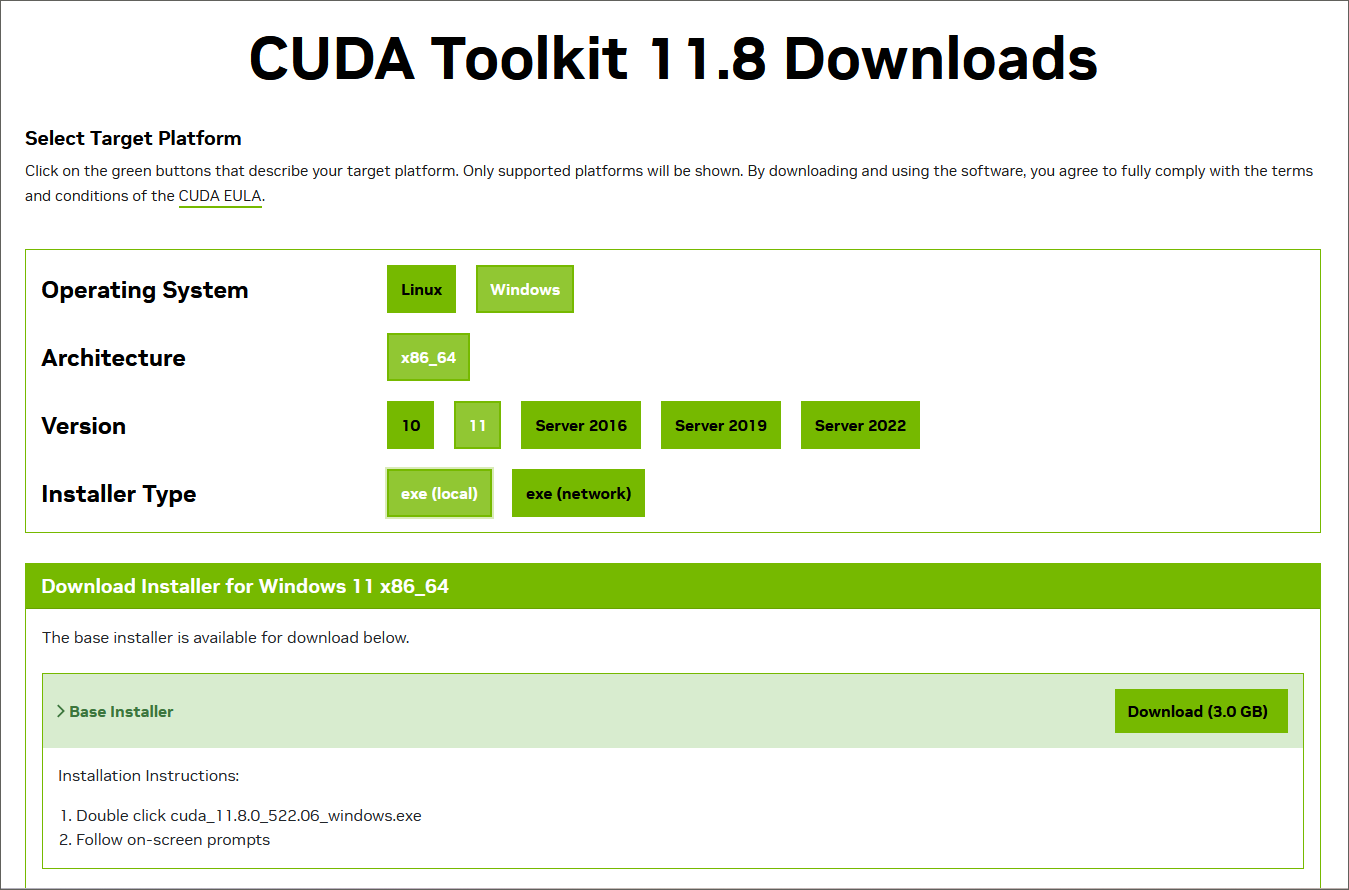 CUDA Toolkit 11.8 Downloads
Select Target Platform
Click on the green buttons that describe your target platform. Only supported platforms will be shown. By downloading and using the software, you agree to fully comply with the terms
and conditions of the CUDA EULA.
Operating System Linux Windows
Architecture x86_64
Version 10 11 Server 2016 Server 2019 Server 2022
Installer Type exe (local) exe (network)
Download Installer for Windows 11 x86_64
The base installer is available for download below.
Base Installer Download (3.0 GB)
Installation Instructions:
1. Double click cuda_11.8.0_522.06_windows.exe
2. Follow on-screen prompts